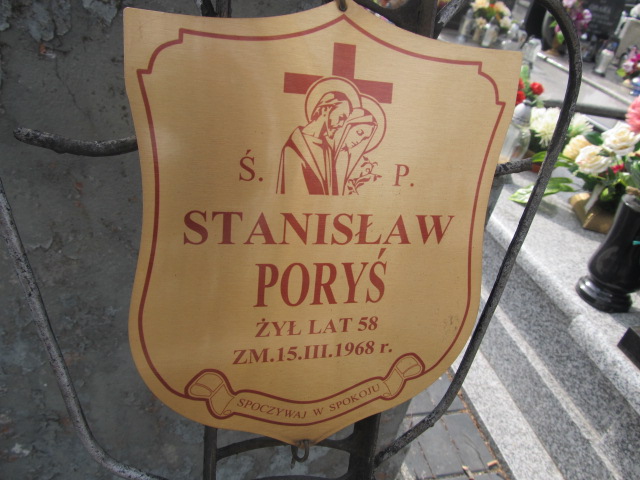 Ś. P.
STANISŁAW
PORYŚ
ŻYŁ LAT 58
ZM.15.III.1968 r.
SPOCZYWAJ W SPOKOJU